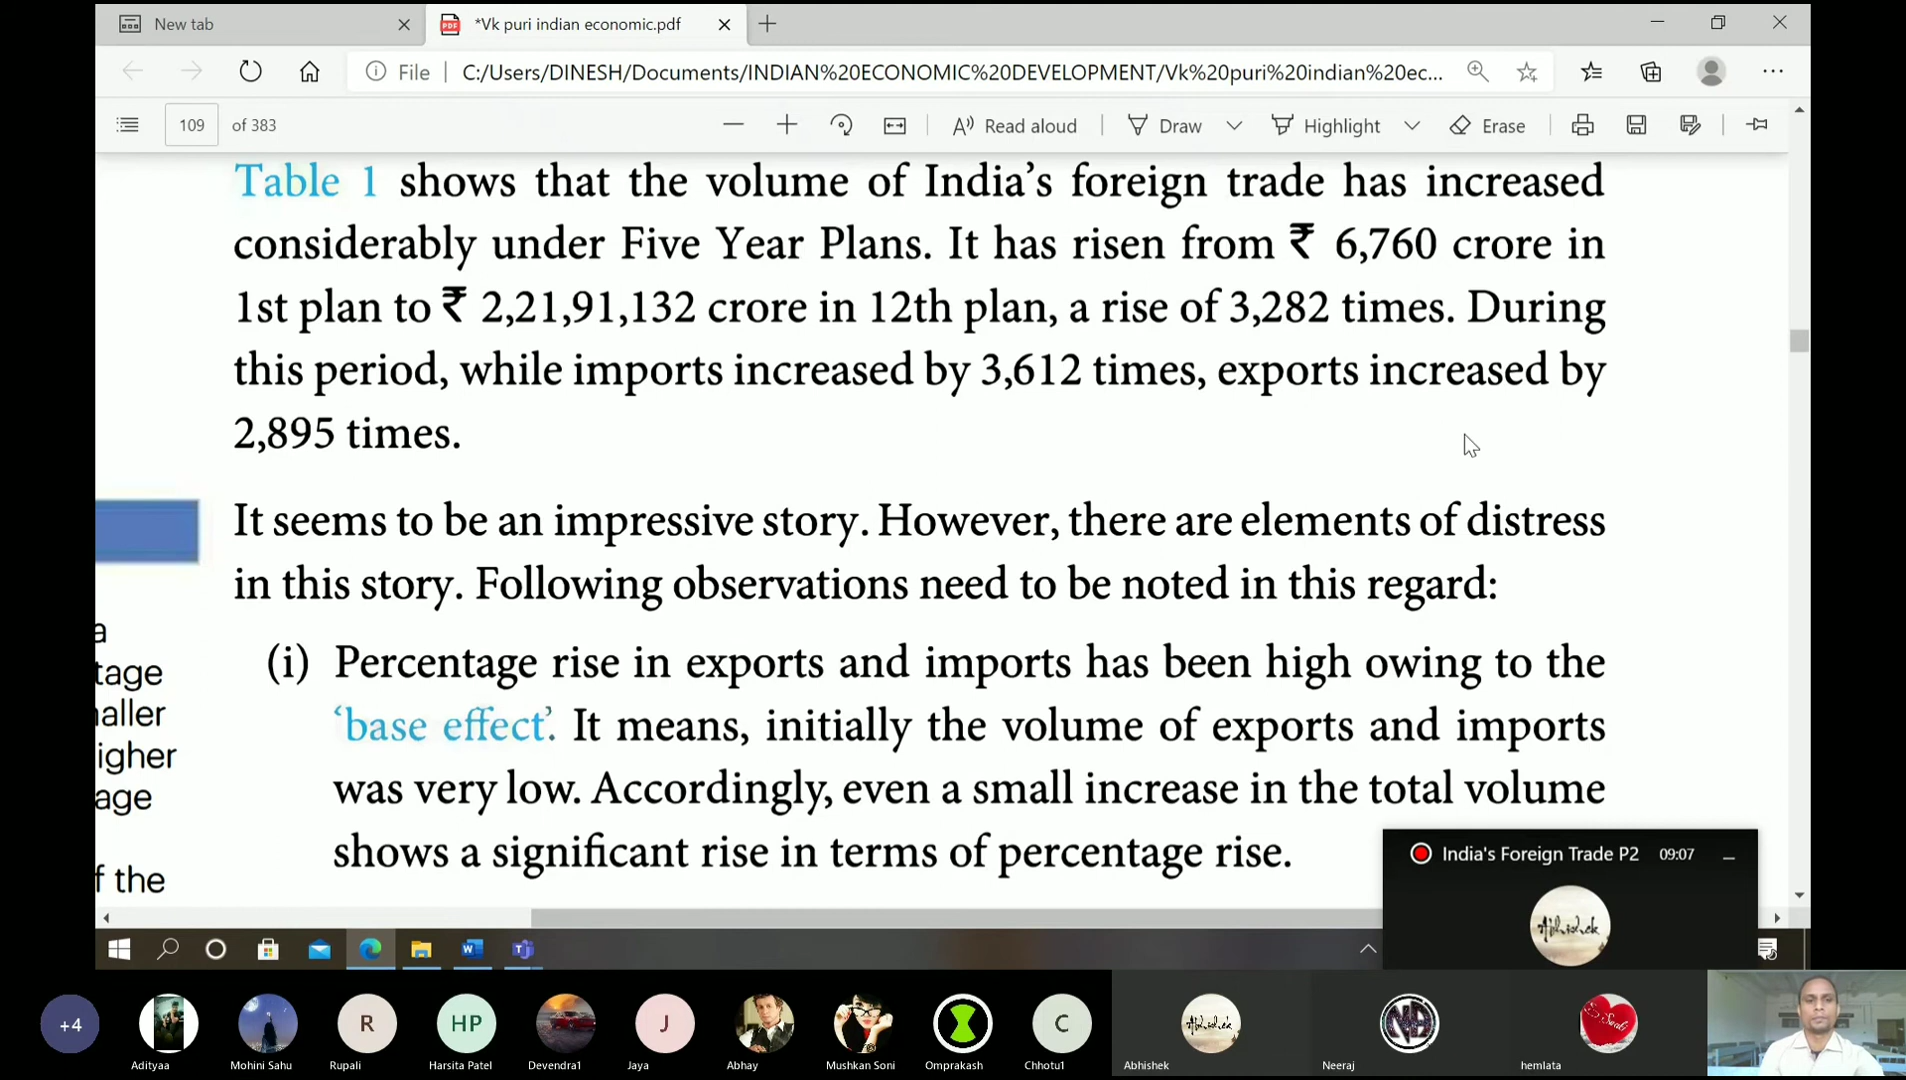 New tab
*Vk puri indian economic.pdf
File
C:/Users/DINESH/Documents/INDIAN%20ECONOMIC%20DEVELOPMENT/Vk%20puri%20indian%20ec...
109 of 383
Read aloud
Draw
Highlight
Erase
Table 1 shows that the volume of India's foreign trade has increased
considerably under Five Year Plans. It has risen from ₹ 6,760 crore in
1st plan to ₹ 2,21,91,132 crore in 12th plan, a rise of 3,282 times. During
this period, while imports increased by 3,612 times, exports increased by
2,895 times.
It seems to be an impressive story. However, there are elements of distress
in this story. Following observations need to be noted in this regard:
(i) Percentage rise in exports and imports has been high owing to the
'base effect'. It means, initially the volume of exports and imports
was very low. Accordingly, even a small increase in the total volume
shows a significant rise in terms of percentage rise.
a
tage
aller
igher
age
f the
India's Foreign Trade P2 09:07
Abhishek
+4
R
HP
J
C
Abhishek
NA
Adityaa
Mohini Sahu
Rupali
Harsita Patel
Devendra1
Jaya
Abhay
Mushkan Soni
Omprakash
Chhotu1
Abhishek
Neeraj
hemlata